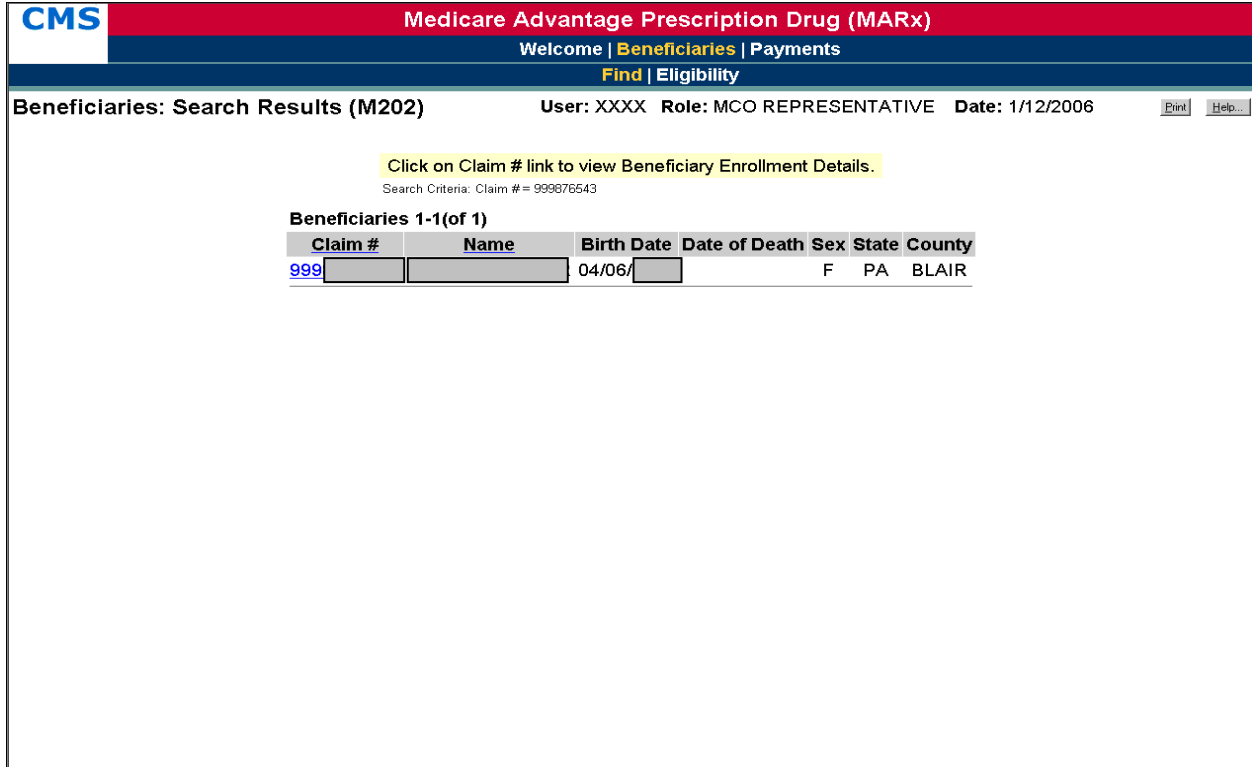 CMS
Medicare Advantage Prescription Drug (MARx)
Welcome | Beneficiaries | Payments
Find | Eligibility
Beneficiaries: Search Results (M202) User: XXXX Role: MCO REPRESENTATIVE Date: 1/12/2006 Print Help...
Click on Claim # link to view Beneficiary Enrollment Details.
Search Criteria: Claim # = 999876543
Beneficiaries 1-1(of 1)
Claim # Name Birth Date Date of Death Sex State County
999 04/06/ F PA BLAIR